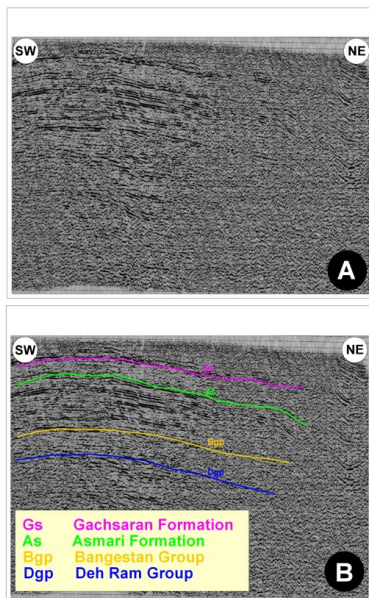 SW
NE
A
SW
NE
Gs
As
Bgp
Dgp
Gs Gachsaran Formation
As Asmari Formation
Bgp Bangestan Group
Dgp Deh Ram Group
B